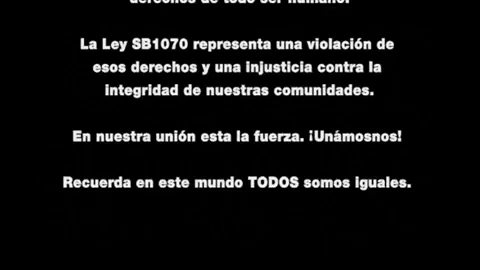 derechos de todo ser humano.
La Ley SB1070 representa una violación de
esos derechos y una injusticia contra la
integridad de nuestras comunidades.
En nuestra unión esta la fuerza. ¡Unámosnos!
Recuerda en este mundo TODOS somos iguales.